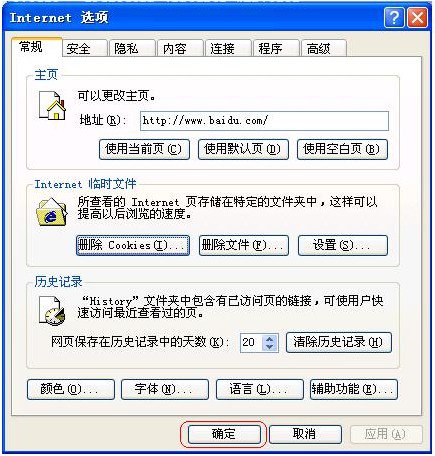 Internet 选项
常规 安全 隐私 内容 连接 程序 高级
主页
可以更改主页。
地址(R): http://www.baidu.com/
使用当前页(C) 使用默认页(D) 使用空白页(B)
Internet 临时文件
所查看的 Internet 页存储在特定的文件夹中，这样可以
提高以后浏览的速度。
删除 Cookies(I)... 删除文件(F)... 设置(S)...
历史记录
“History”文件夹中包含有已访问页的链接，可使用户快
速访问最近查看过的页。
网页保存在历史记录中的天数(K): 20 清除历史记录(H)
颜色(O)... 字体(N)... 语言(L)... 辅助功能(E)...
确定 取消 应用(A)